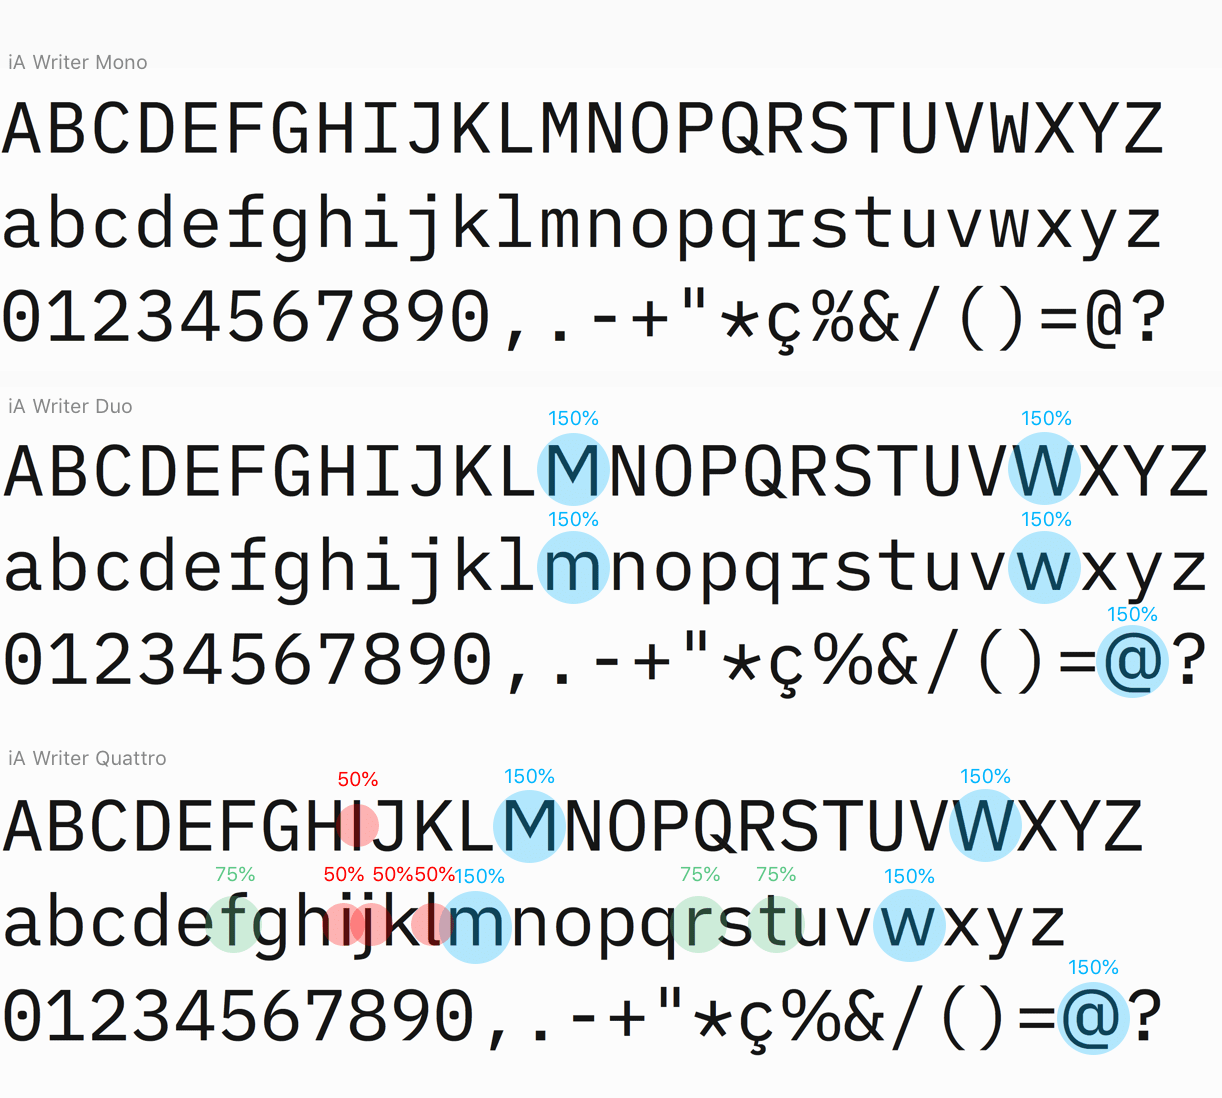 iA Writer Mono
ABCDEFGHIJKLMNOPQRSTUVWXYZ
abcdefghijklmnopqrstuvwxyz
01234567890,.-+"*ç%&/()=@?
iA Writer Duo
150% 150%
ABCDEFGHIJKLMNOPQRSTUVWXYZ
150% 150%
abcdefghijklmnopqrstuvwxyz
150%
01234567890,.-+"*ç%&/()=@?
iA Writer Quattro
50% 150% 150%
ABCDEFGHIJKLMNOPQRSTUVWXYZ
75% 50% 50% 50% 150% 75% 75% 150%
abcdefghijklmnopqrstuvwxyz
150%
01234567890,.-+"*ç%&/()=@?